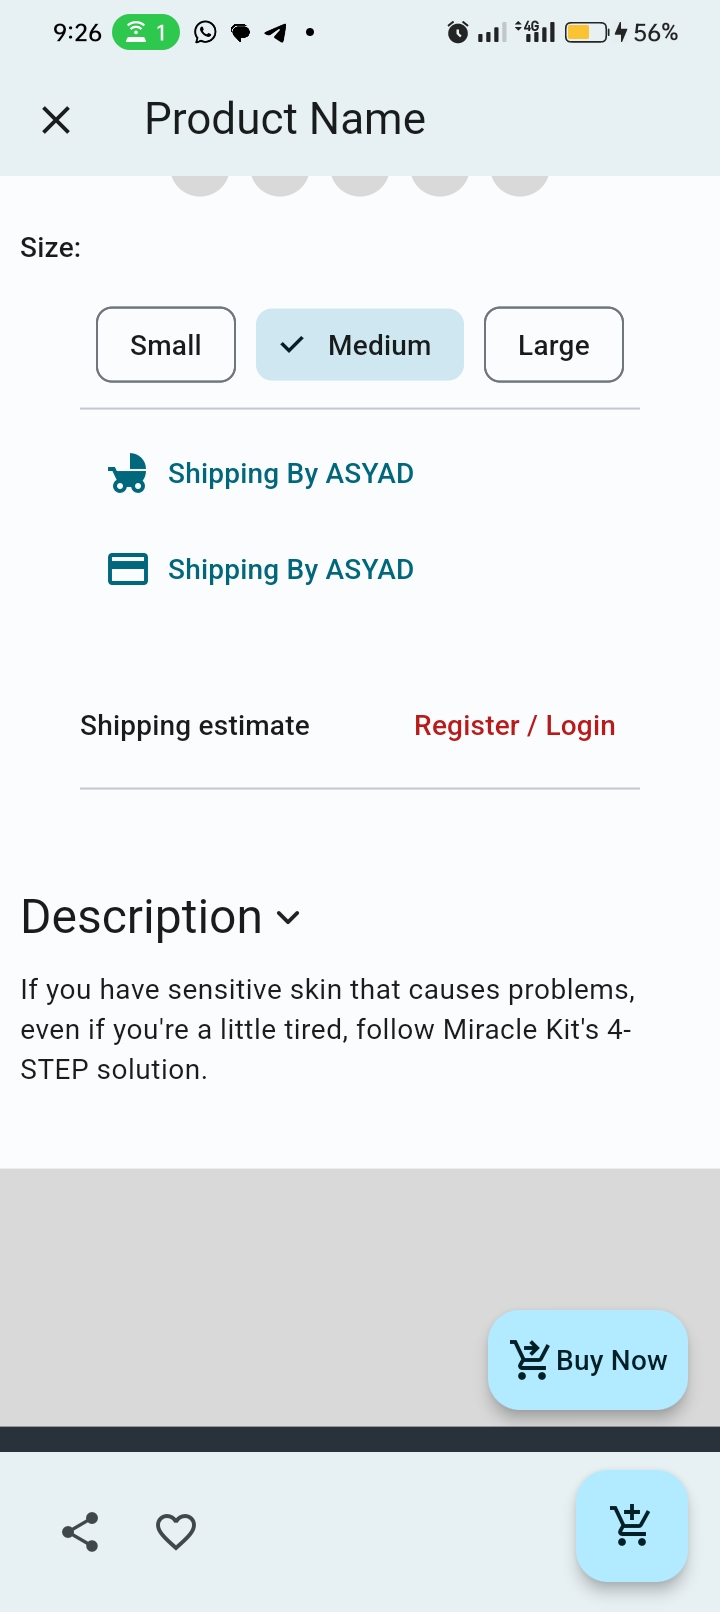 9:26 1 4G 56%
Product Name
Size:
Small Medium Large
Shipping By ASYAD
Shipping By ASYAD
Shipping estimate Register / Login
Description
If you have sensitive skin that causes problems,
even if you're a little tired, follow Miracle Kit's 4-
STEP solution.
Buy Now